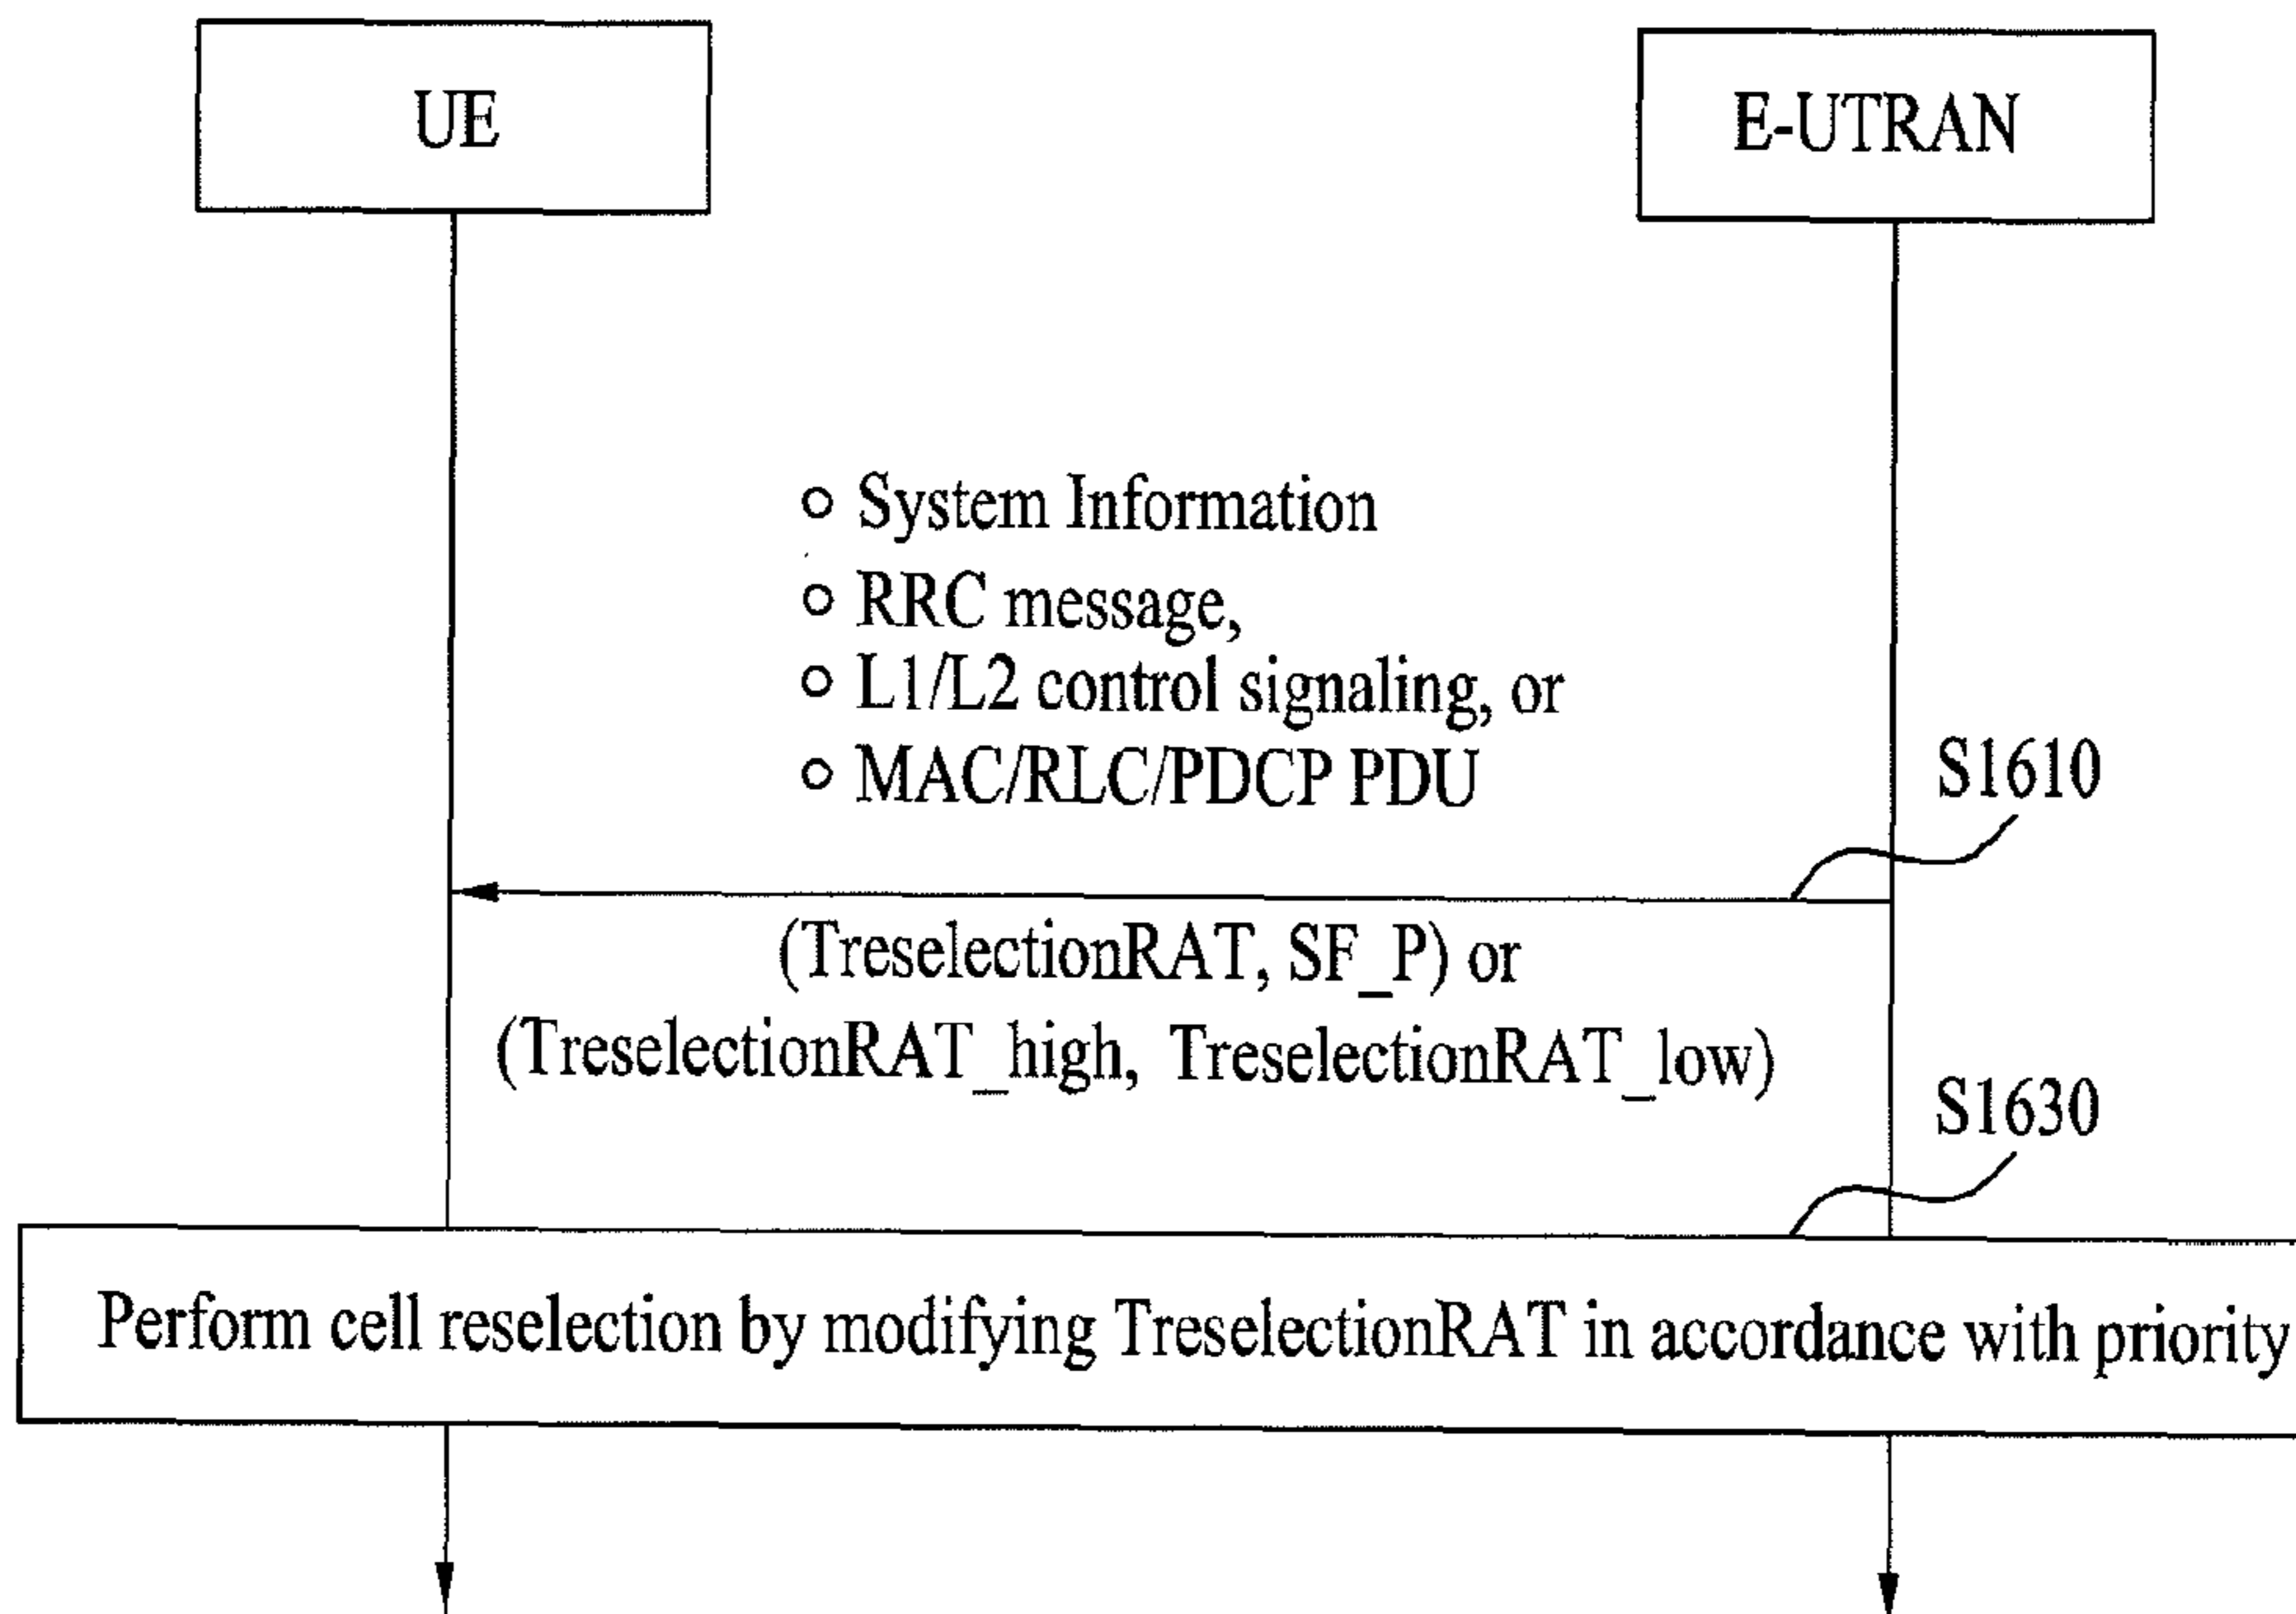 UE
E-UTRAN
○ System Information
○ RRC message,
○ L1/L2 control signaling, or
○ MAC/RLC/PDCP PDU
S1610
(TreselectionRAT, SF_P) or
(TreselectionRAT_high, TreselectionRAT_low)
S1630
Perform cell reselection by modifying TreselectionRAT in accordance with priority